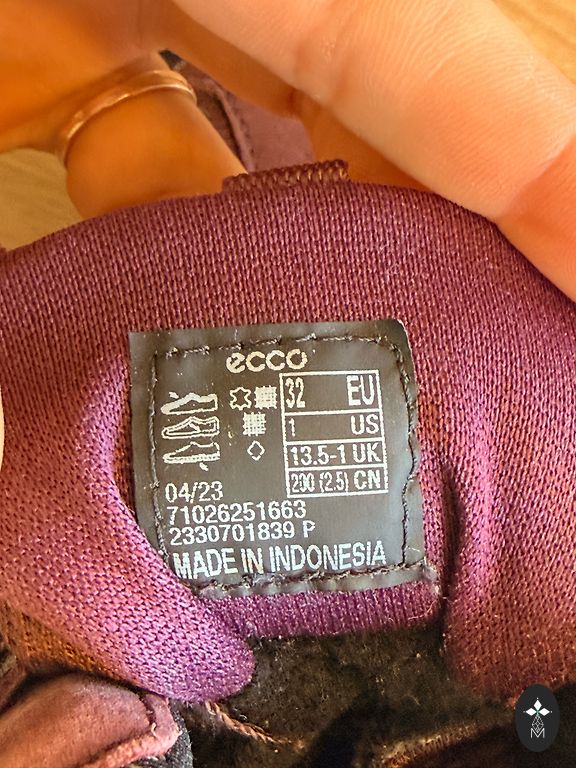 ecco
32 EU
1 US
13.5-1 UK
200 (2.5) CN
04/23
71026251663
2330701839 P
MADE IN INDONESIA
M